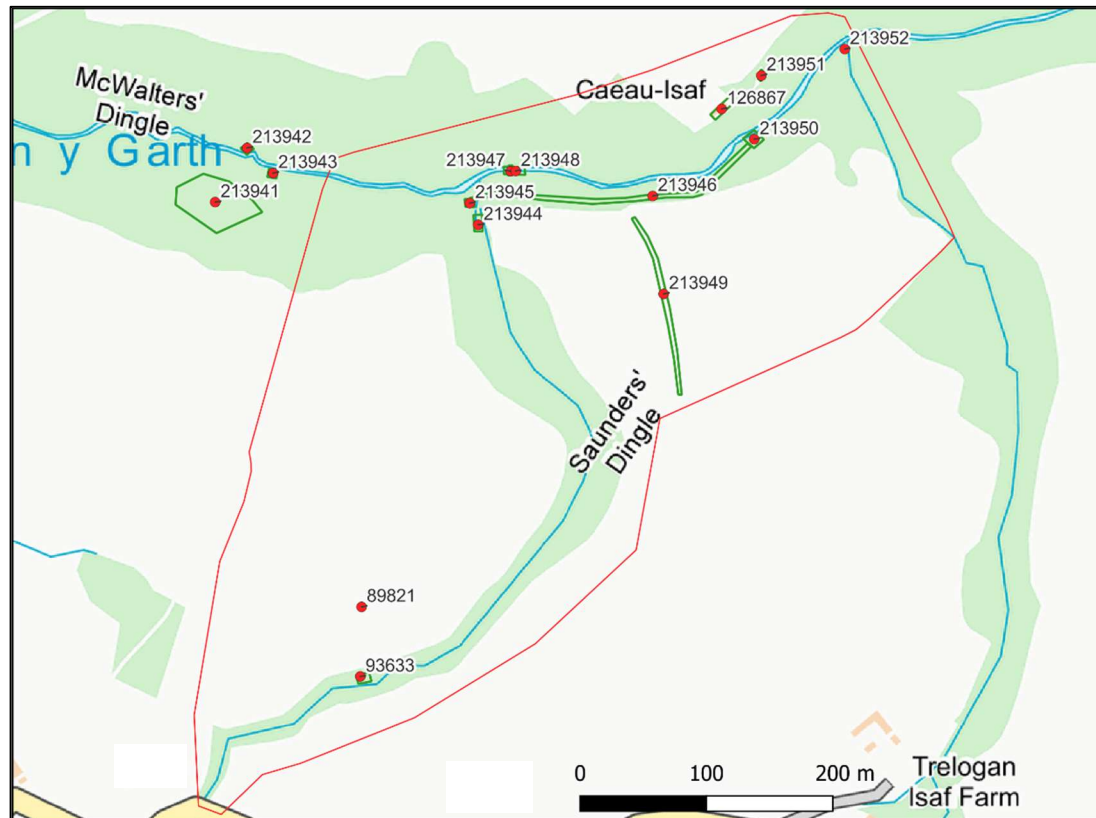 213952
213951
Caeau-Isaf
126867
McWalters'
Dingle
213942
213950
n y Garth
213943
213947
213948
213941
213945
213946
213944
213949
Saunders'
Dingle
89821
93633
0 100 200 m
Trelogan
Isaf Farm